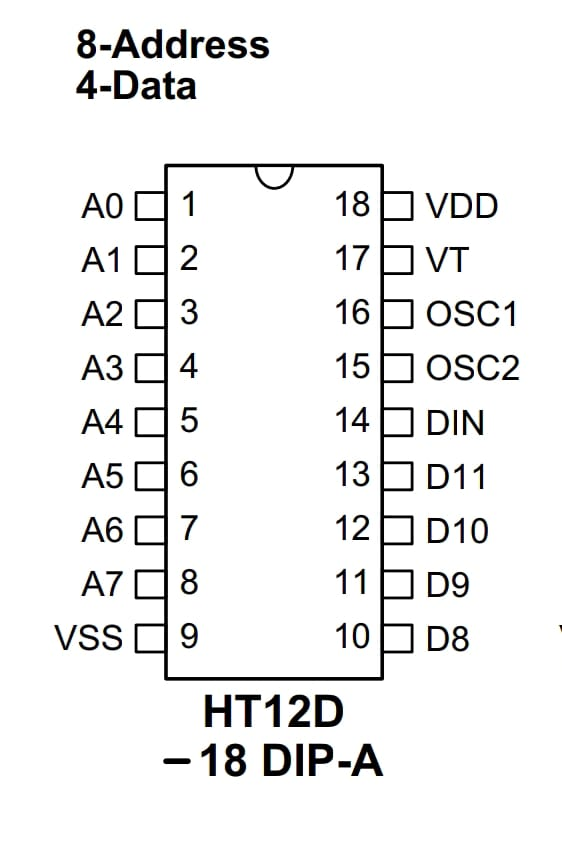 8-Address
4-Data
A0 1 18 VDD
A1 2 17 VT
A2 3 16 OSC1
A3 4 15 OSC2
A4 5 14 DIN
A5 6 13 D11
A6 7 12 D10
A7 8 11 D9
VSS 9 10 D8
HT12D
– 18 DIP-A